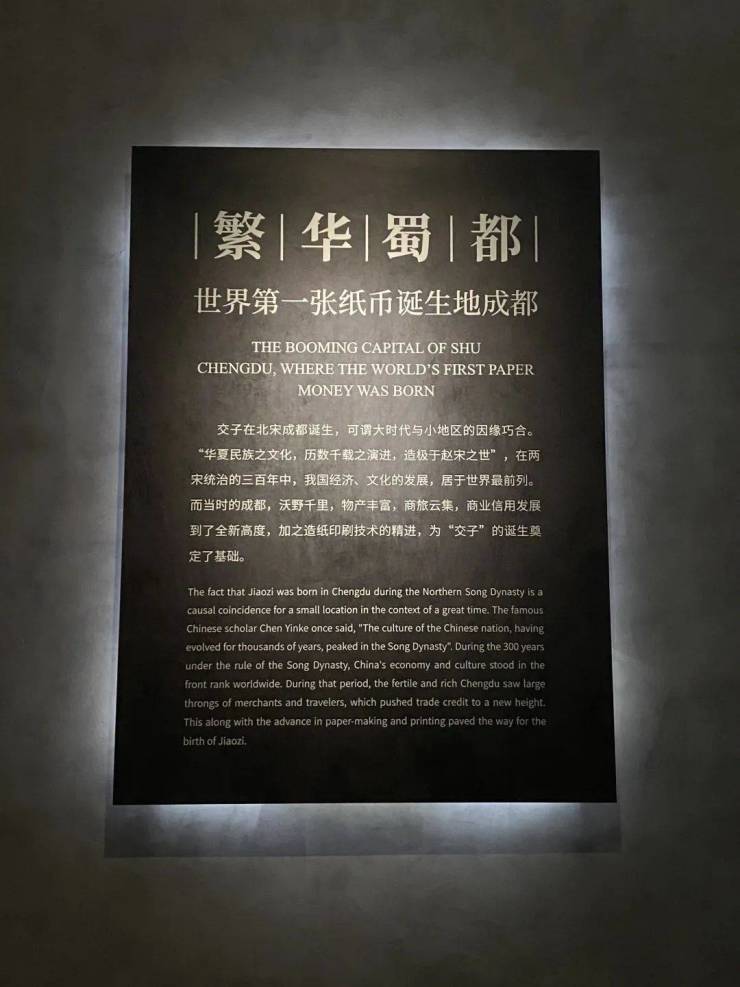 繁华蜀都
世界第一张纸币诞生地成都
THE BOOMING CAPITAL OF SHU
CHENGDU, WHERE THE WORLD'S FIRST PAPER
MONEY WAS BORN
交子在北宋成都诞生，可谓大时代与小地区的因缘巧合。
“华夏民族之文化，历数千载之演进，造极于赵宋之世”，在两
宋统治的三百年中，我国经济、文化的发展，居于世界最前列。
而当时的成都，沃野千里，物产丰富，商旅云集，商业信用发展
到了全新高度，加之造纸印刷技术的精进，为“交子”的诞生奠
定了基础。
The fact that Jiaozi was born in Chengdu during the Northern Song Dynasty is a
causal coincidence for a small location in the context of a great time. The famous
Chinese scholar Chen Yinke once said, "The culture of the Chinese nation, having
evolved for thousands of years, peaked in the Song Dynasty". During the 300 years
under the rule of the Song Dynasty, China's economy and culture stood in the
front rank worldwide. During that period, the fertile and rich Chengdu saw large
throngs of merchants and travelers, which pushed trade credit to a new height.
This along with the advance in paper-making and printing paved the way for the
birth of Jiaozi.